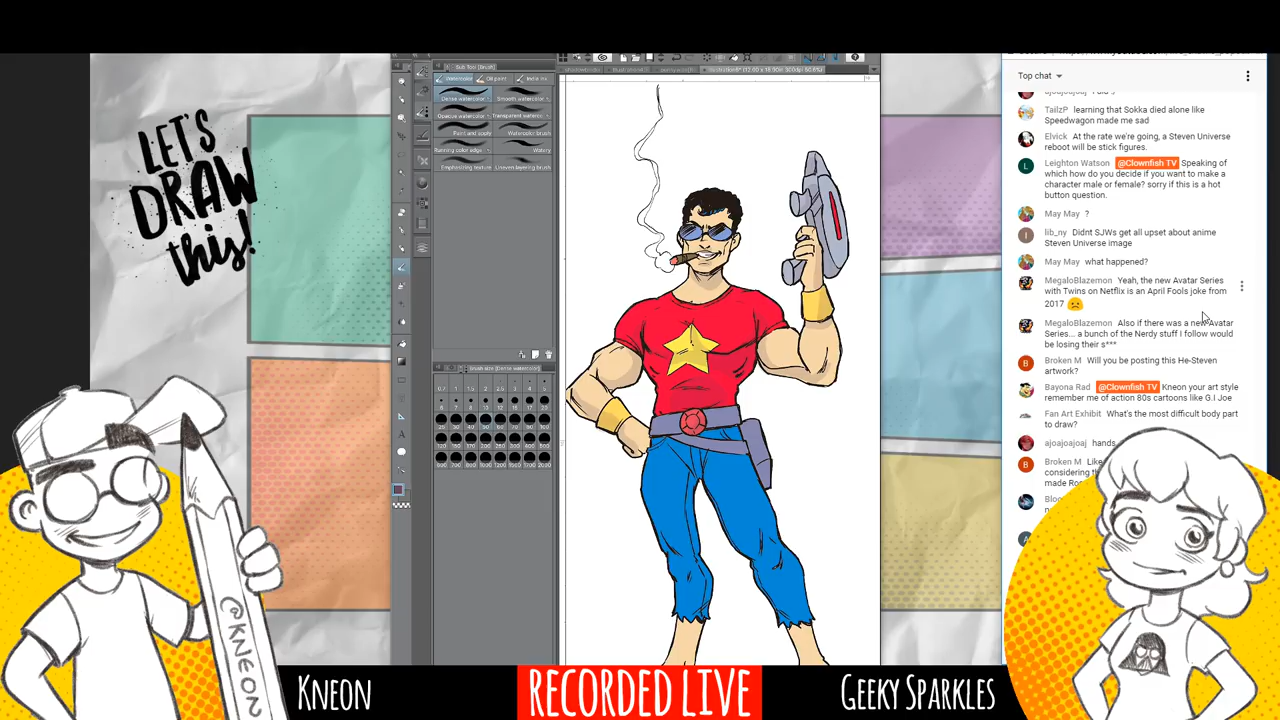 LET'S
DRAW
this!
Sub Tool [Brush]
Watercolor
Oil paint
India ink
Dense watercolor
Smooth watercolor
Opaque watercolor
Transparent watercolor
Paint and apply
Watercolor brush
Running color edge
Watery
Emphasizing texture
Uneven layering brush
Brush size [Dense watercolor]
Top chat
TailzP learning that Sokka died alone like
Speedwagon made me sad
Elvick At the rate we're going, a Steven Universe
reboot will be stick figures.
Leighton Watson @Clownfish TV Speaking of
which how do you decide if you want to make a
character male or female? sorry if this is a hot
button question.
May May ?
lib_ny Didnt SJWs get all upset about anime
Steven Universe image
May May what happened?
MegaloBlazemon Yeah, the new Avatar Series
with Twins on Netflix is an April Fools joke from
2017
MegaloBlazemon Also if there was a new Avatar
Series... a bunch of the Nerdy stuff I follow would
be losing their s***
Broken M Will you be posting this He-Steven
artwork?
Bayona Rad @Clownfish TV Kneon your art style
remember me of action 80s cartoons like G.I Joe
Fan Art Exhibit What's the most difficult body part
to draw?
ajoajoajoaj hands
Broken M
considering
made
@KNEON
KNEON
RECORDED LIVE
GEEKY SPARKLES